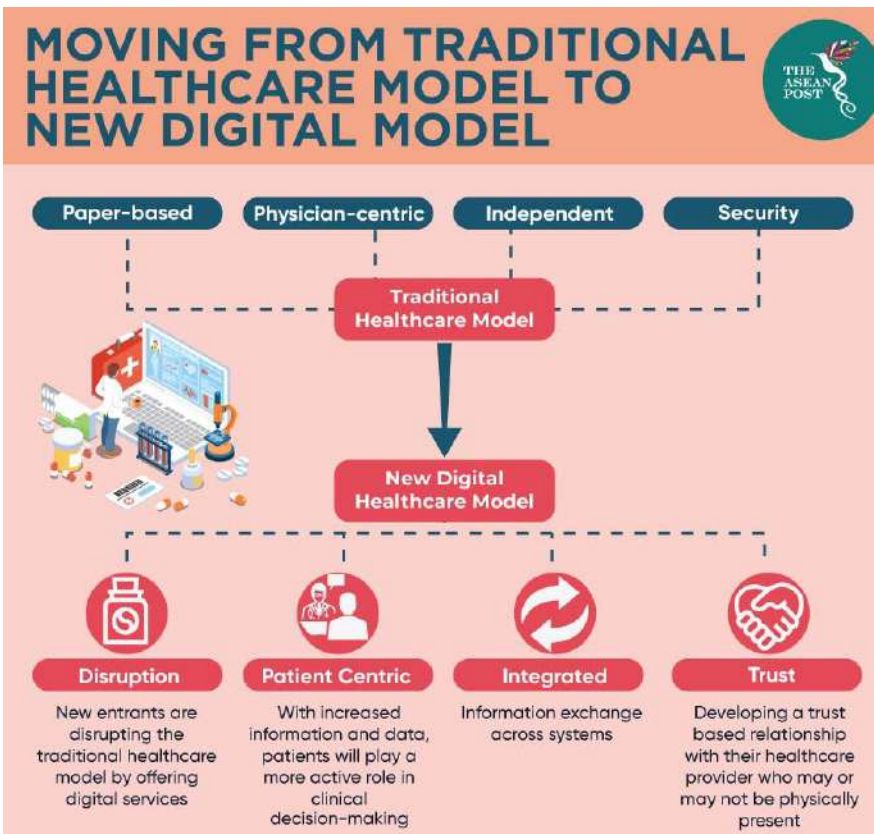 MOVING FROM TRADITIONAL
HEALTHCARE MODEL TO
NEW DIGITAL MODEL
THE
ASEAN
POST
Paper-based
Physician-centric
Independent
Security
Traditional
Healthcare Model
New Digital
Healthcare Model
Disruption
New entrants are
disrupting the
traditional healthcare
model by offering
digital services
Patient Centric
With increased
information and data,
patients will play a
more active role in
clinical
decision-making
Integrated
Information exchange
across systems
Trust
Developing a trust
based relationship
with their healthcare
provider who may or
may not be physically
present